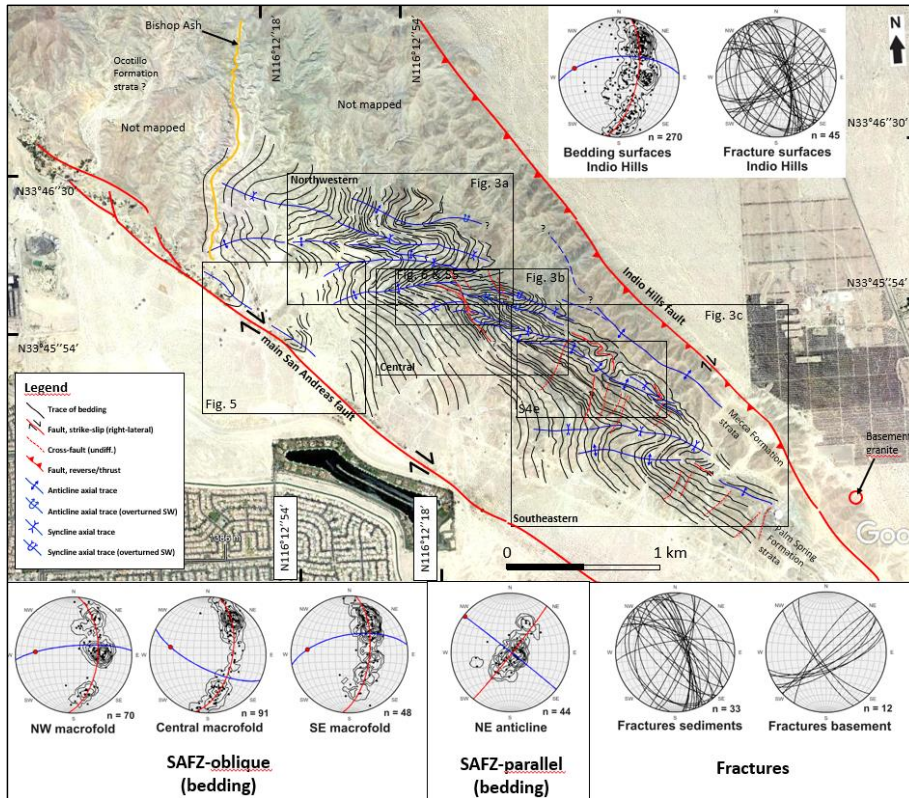 Bishop Ash
N116°12'18"
N116°12'54"
N
Ocotillo
Formation
strata ?
Not mapped
Not mapped
n = 270
Bedding surfaces
Indio Hills
n = 45
Fracture surfaces
Indio Hills
N33°46'30
N33°46'30
Northwestern
Fig. 3a
?
?
Fig. 6 & S5
Fig. 3b
Indio Hills fault
N33°45'54
?
Fig. 3c
N33°45'54'
main San Andreas fault
Central
S4e
Fig. 5
Mecca Formation
strata
Basement
granite
Legend
Trace of bedding
Fault, strike-slip (right-lateral)
Cross-fault (undiff.)
Fault, reverse/thrust
Anticline axial trace
Anticline axial trace (overturned SW)
Syncline axial trace
Syncline axial trace (overturned SW)
N116°12'54'
N116°12'18
Southeastern
0 1 km
Palm Spring
Formation
strata
Goo
n = 70
NW macrofold
n = 91
Central macrofold
n = 48
SE macrofold
SAFZ-oblique
(bedding)
n = 44
NE anticline
SAFZ-parallel
(bedding)
n = 33
Fractures sediments
n = 12
Fractures basement
Fractures